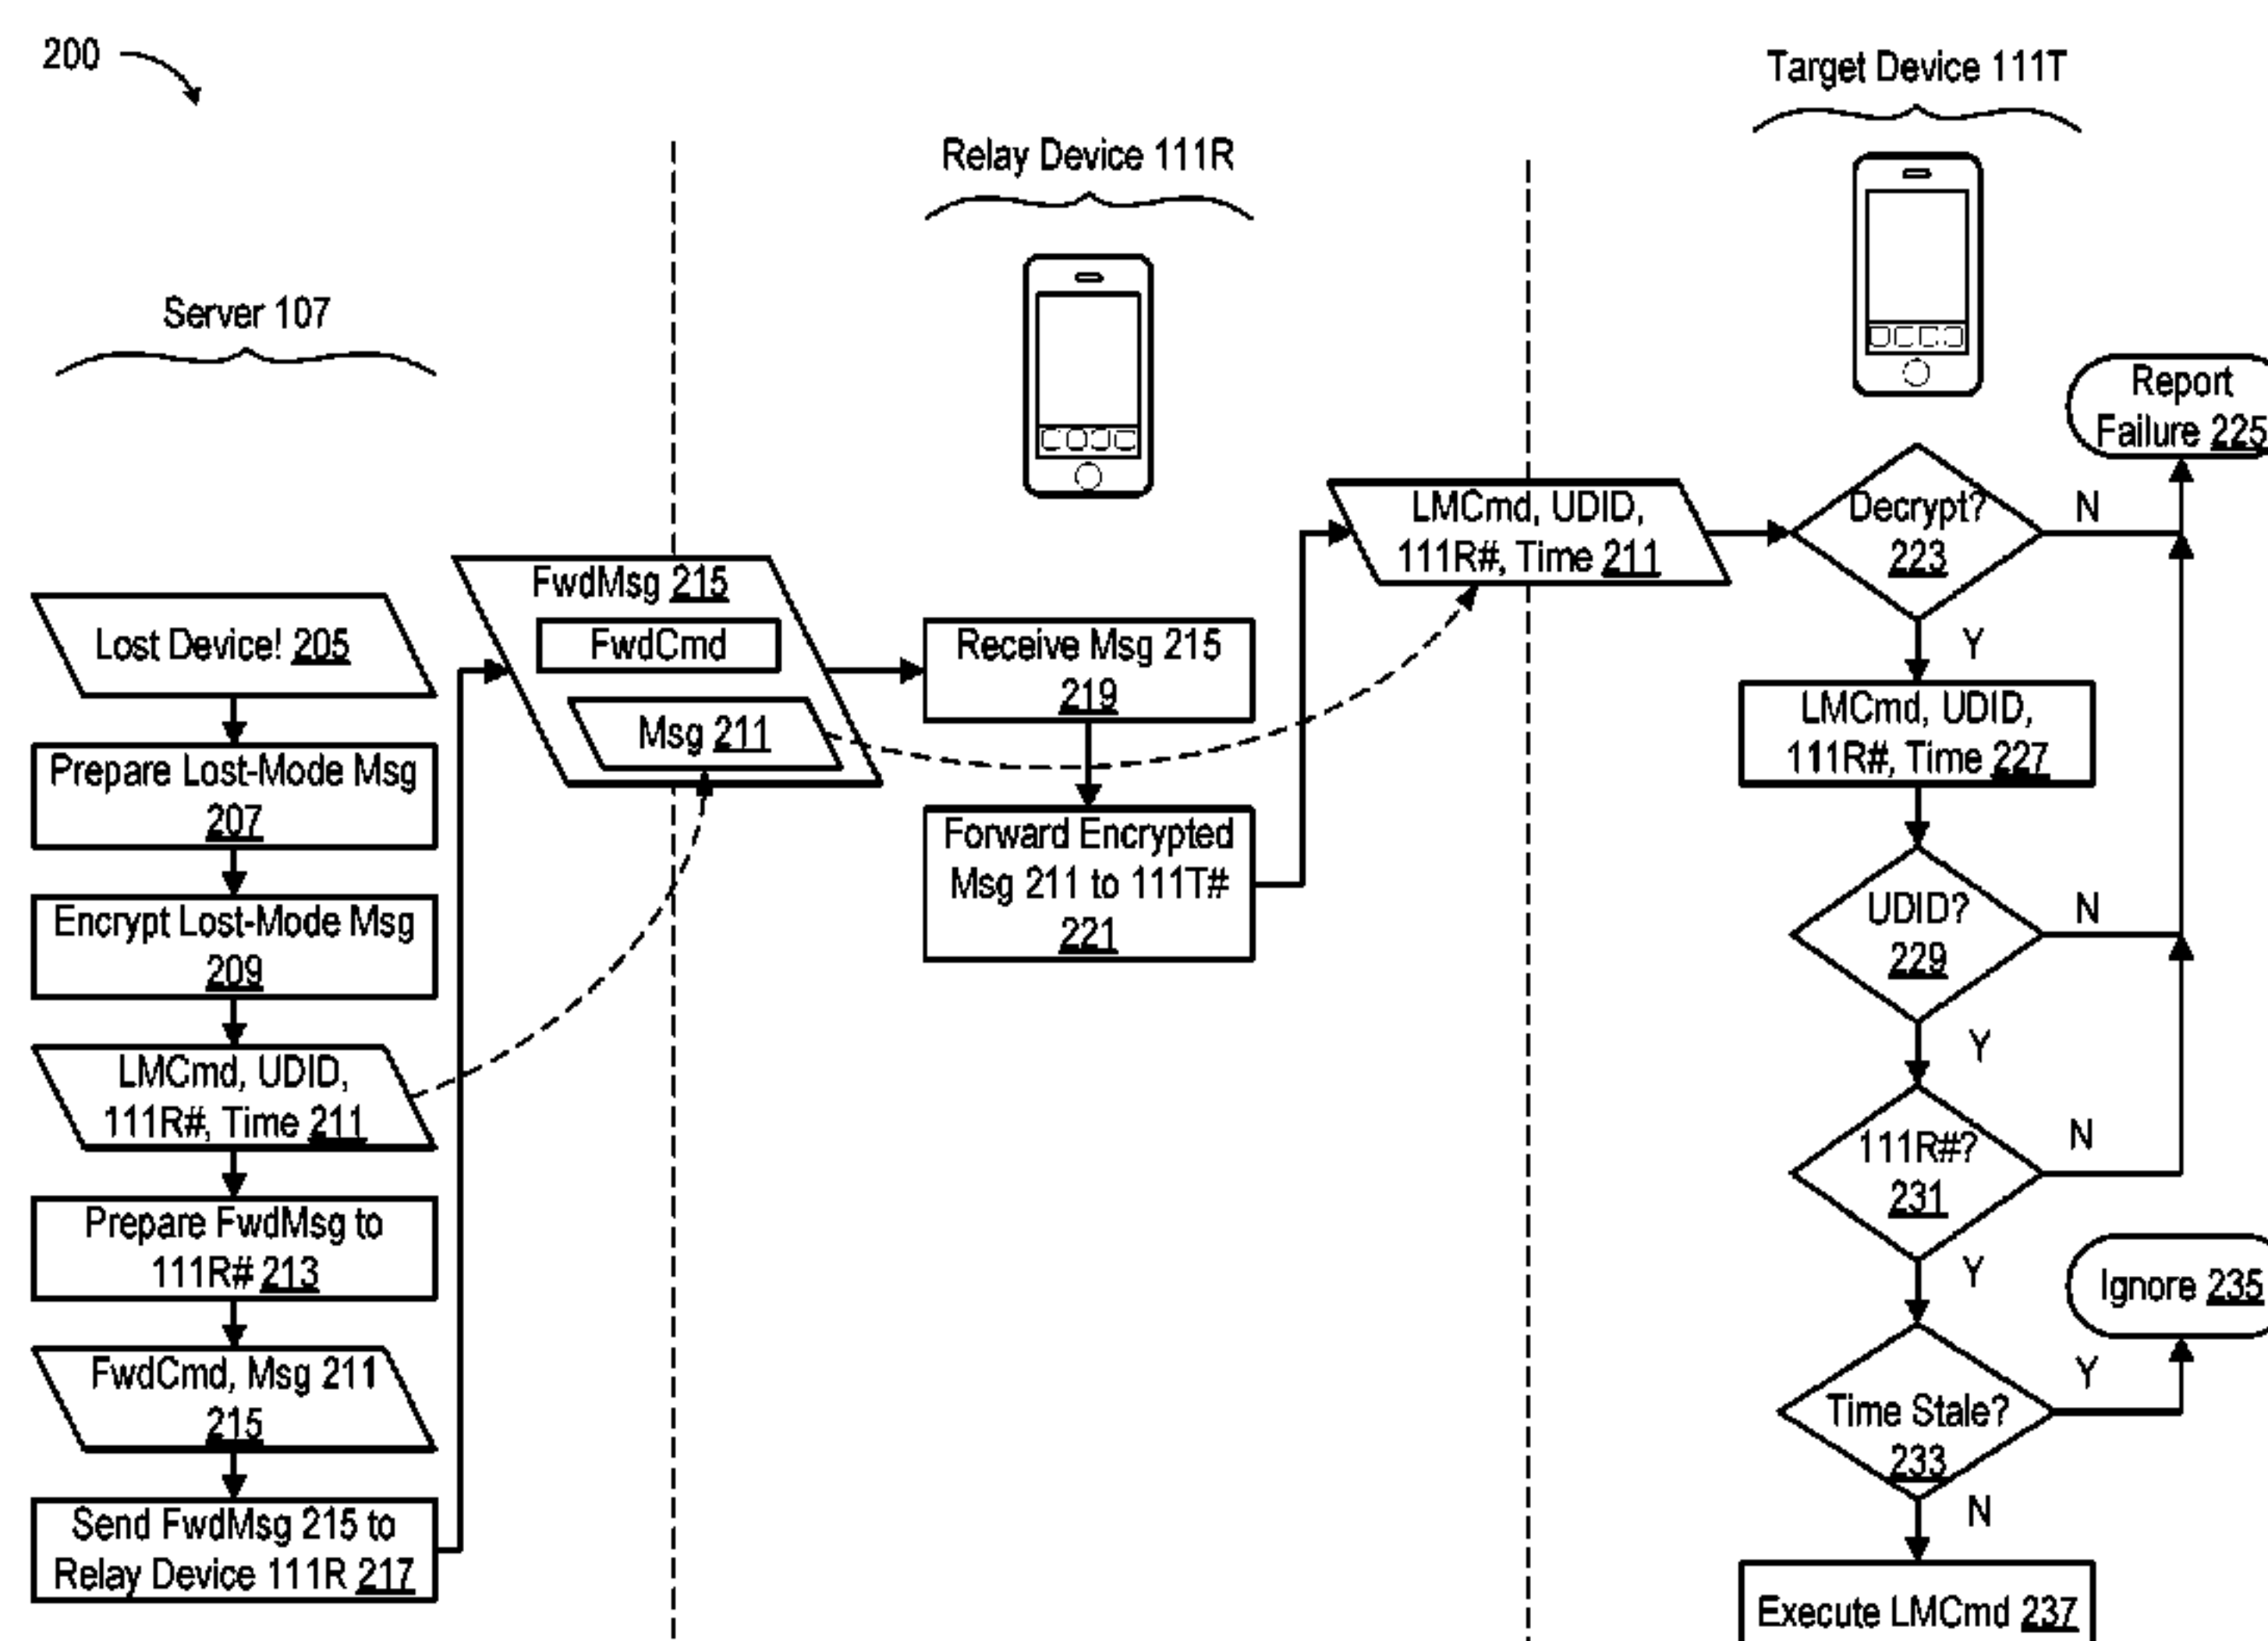 200
Server 107
Lost Device! 205
Prepare Lost-Mode Msg
207
Encrypt Lost-Mode Msg
209
LMCmd, UDID,
111R#, Time 211
Prepare FwdMsg to
111R# 213
FwdCmd, Msg 211
215
Send FwdMsg 215 to
Relay Device 111R 217
FwdMsg 215
FwdCmd
Msg 211
Relay Device 111R
Receive Msg 215
219
Forward Encrypted
Msg 211 to 111T#
221
LMCmd, UDID,
111R#, Time 211
Target Device 111T
Decrypt?
223
N
Report
Failure 225
Y
LMCmd, UDID,
111R#, Time 227
UDID?
229
N
Y
111R#?
231
N
Y
Time Stale?
233
Y
Ignore 235
N
Execute LMCmd 237